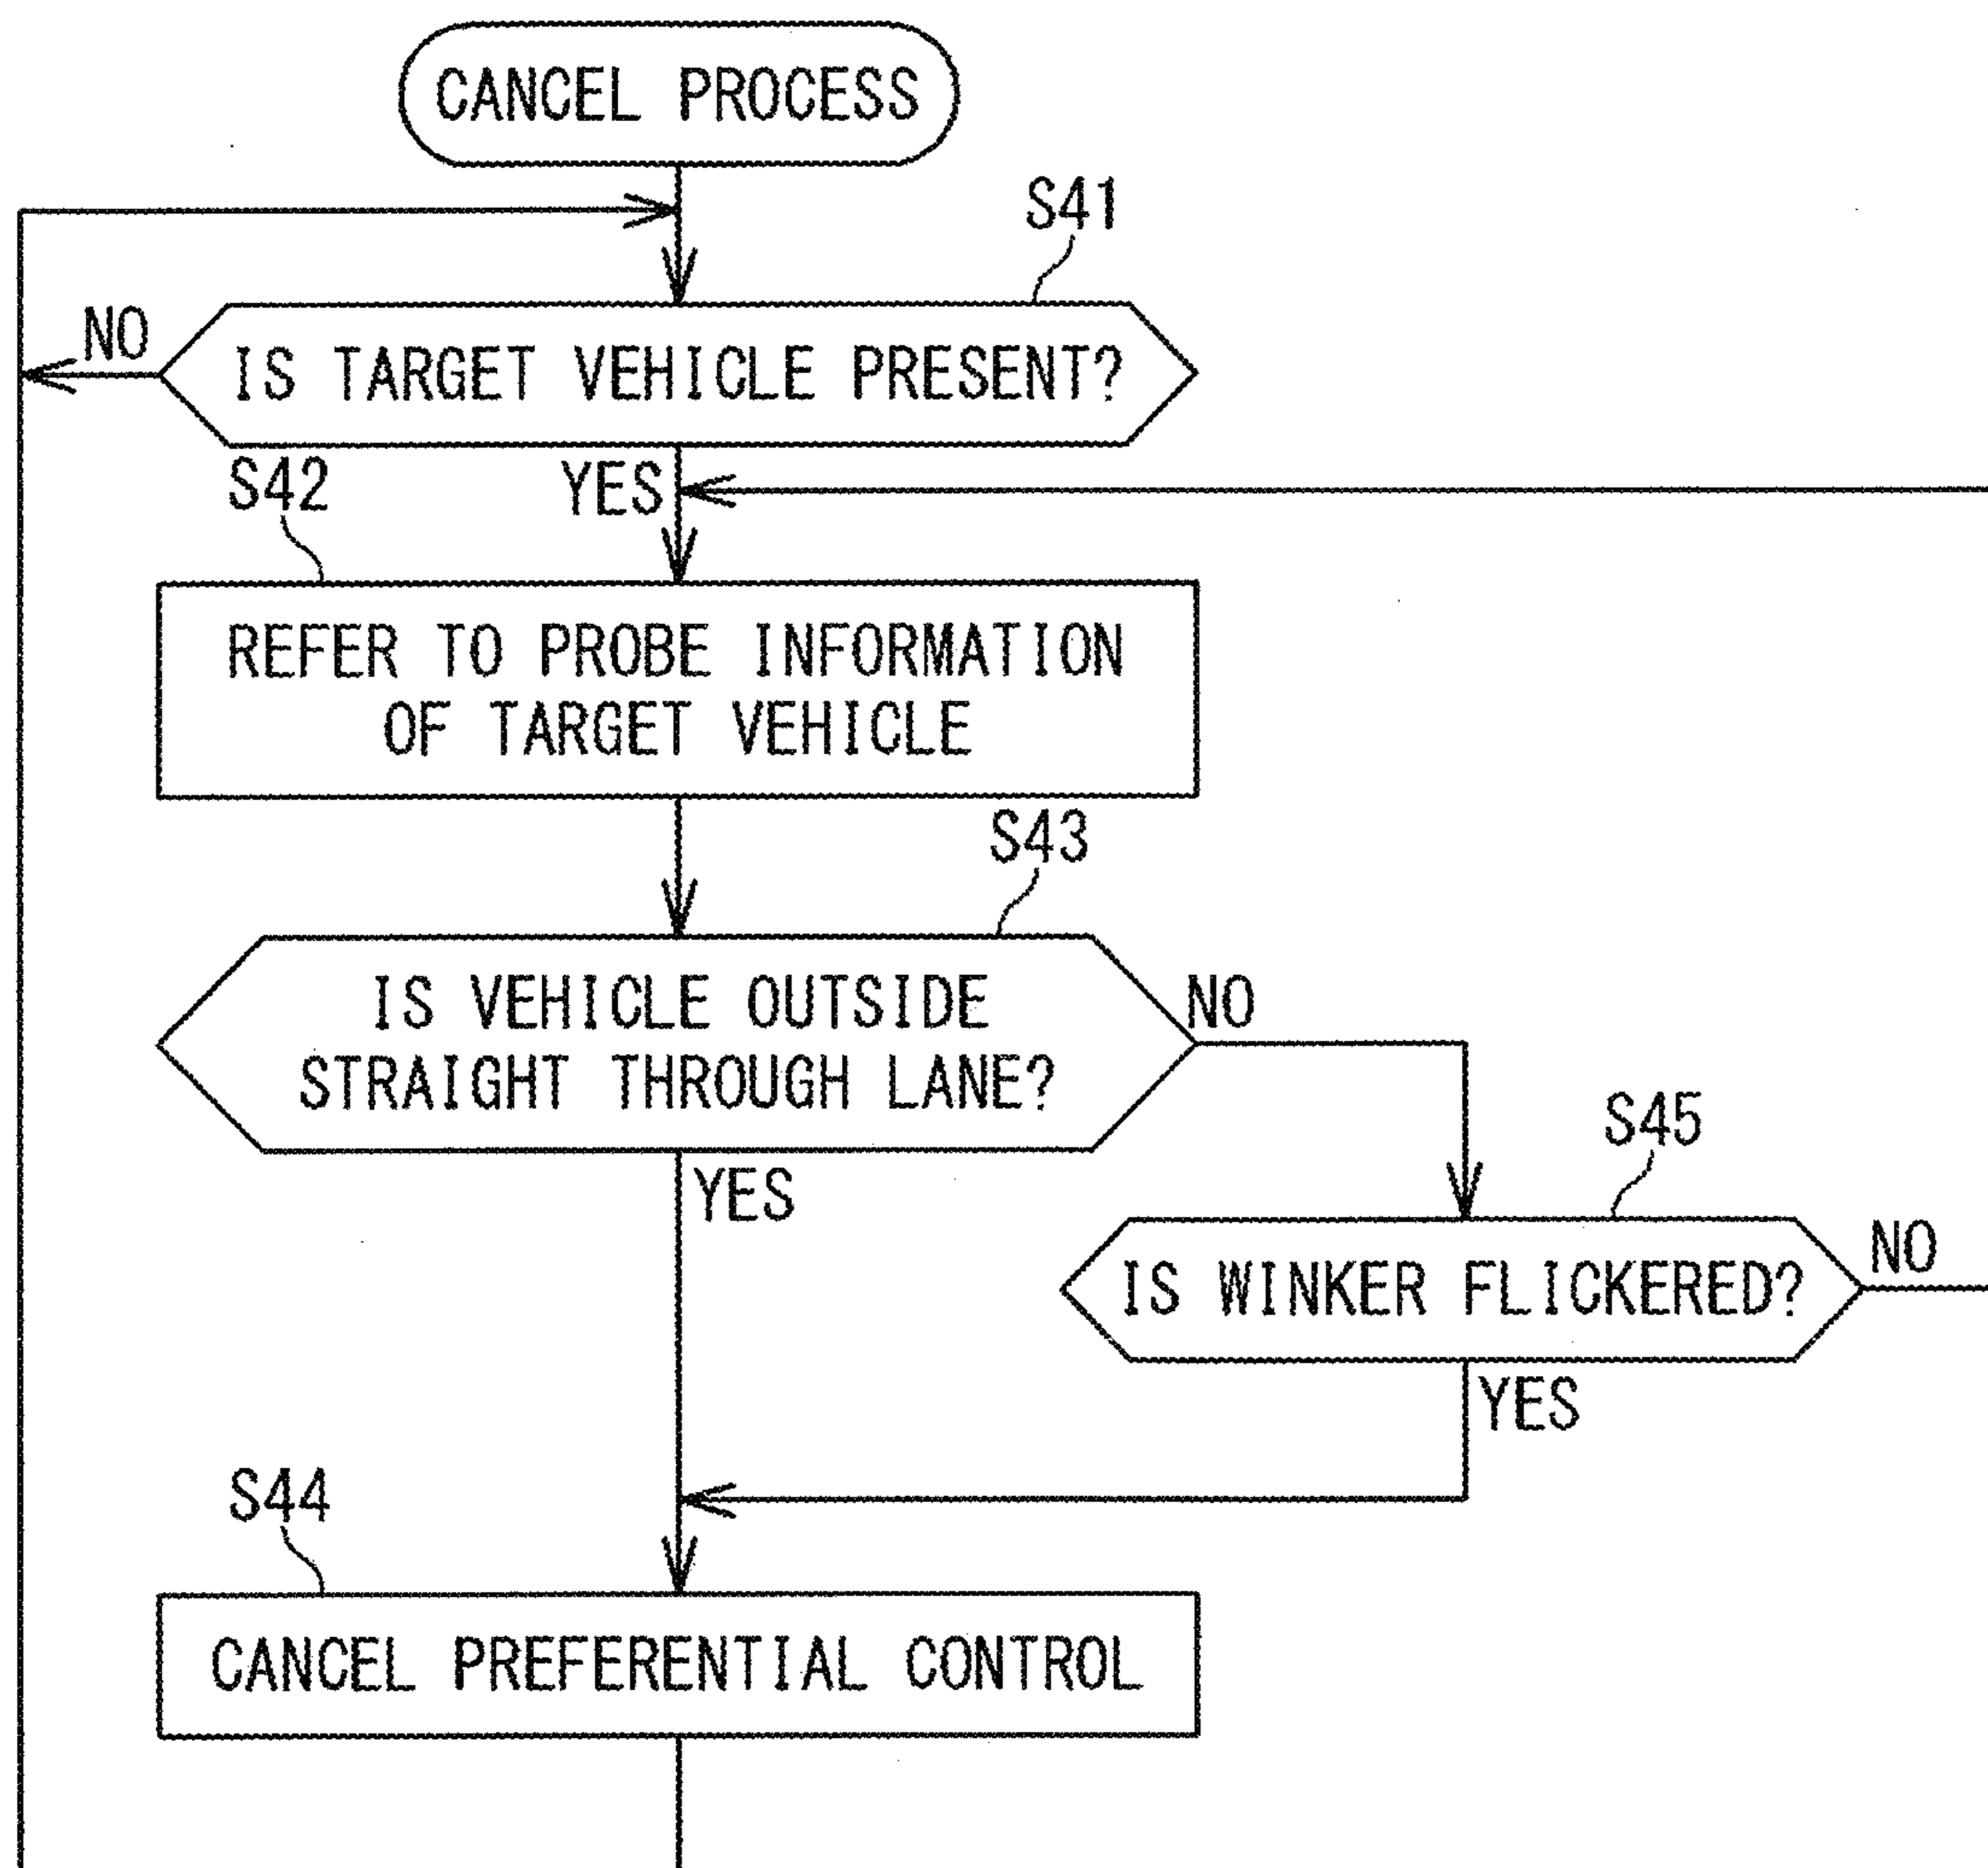 CANCEL PROCESS
S41
NO
IS TARGET VEHICLE PRESENT?
S42
YES
REFER TO PROBE INFORMATION
OF TARGET VEHICLE
S43
IS VEHICLE OUTSIDE
STRAIGHT THROUGH LANE?
NO
YES
S45
IS WINKER FLICKERED?
NO
YES
S44
CANCEL PREFERENTIAL CONTROL